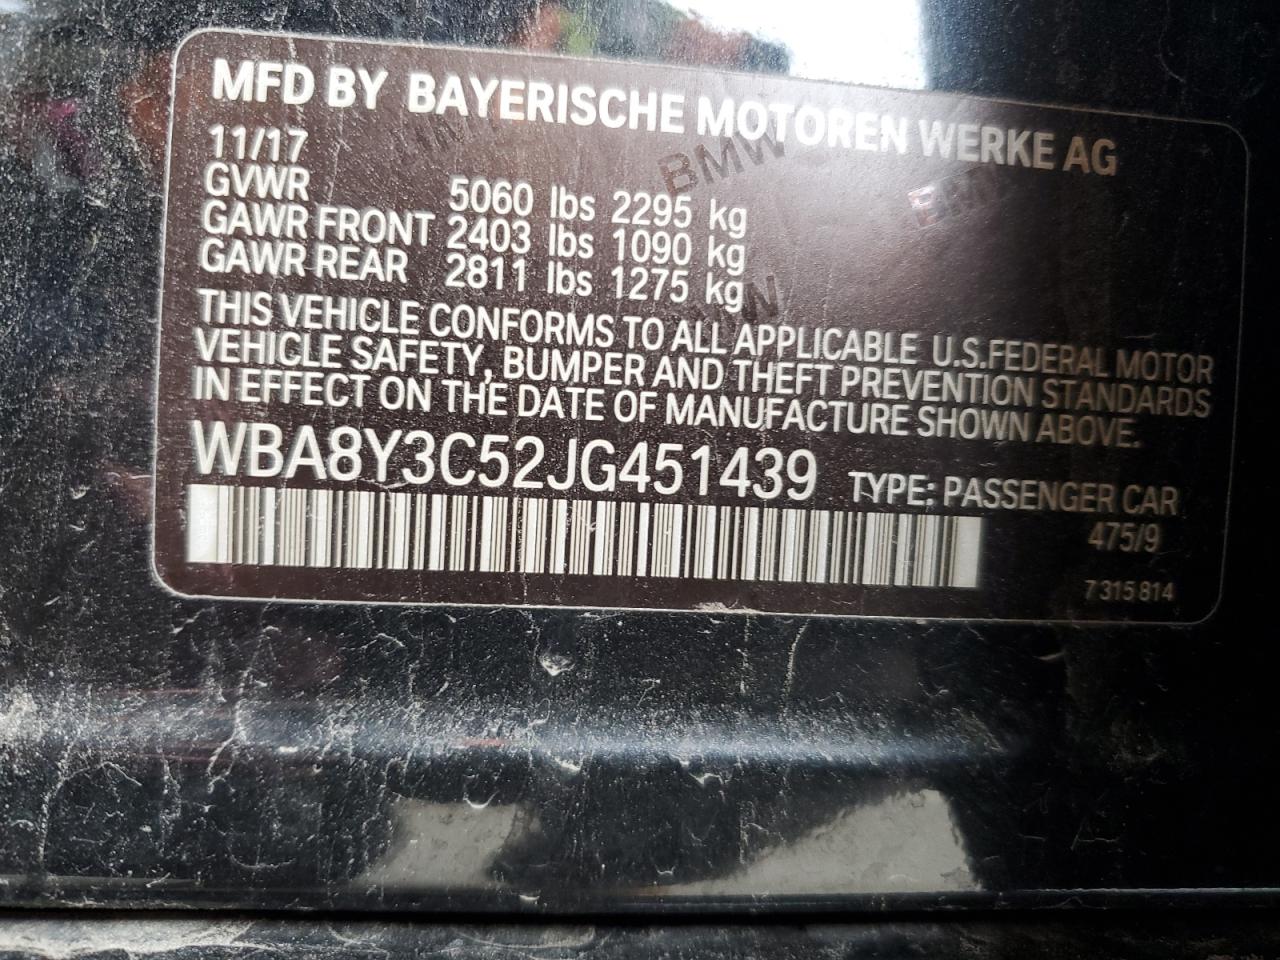 MFD BY BAYERISCHE MOTOREN WERKE AG
11/17
GVWR 5060 lbs 2295 kg
GAWR FRONT 2403 lbs 1090 kg
GAWR REAR 2811 lbs 1275 kg
THIS VEHICLE CONFORMS TO ALL APPLICABLE U.S.FEDERAL MOTOR
VEHICLE SAFETY, BUMPER AND THEFT PREVENTION STANDARDS
IN EFFECT ON THE DATE OF MANUFACTURE SHOWN ABOVE.
WBA8Y3C52JG451439 TYPE: PASSENGER CAR
475/9
7 315 814
BMW
BMW
BMW